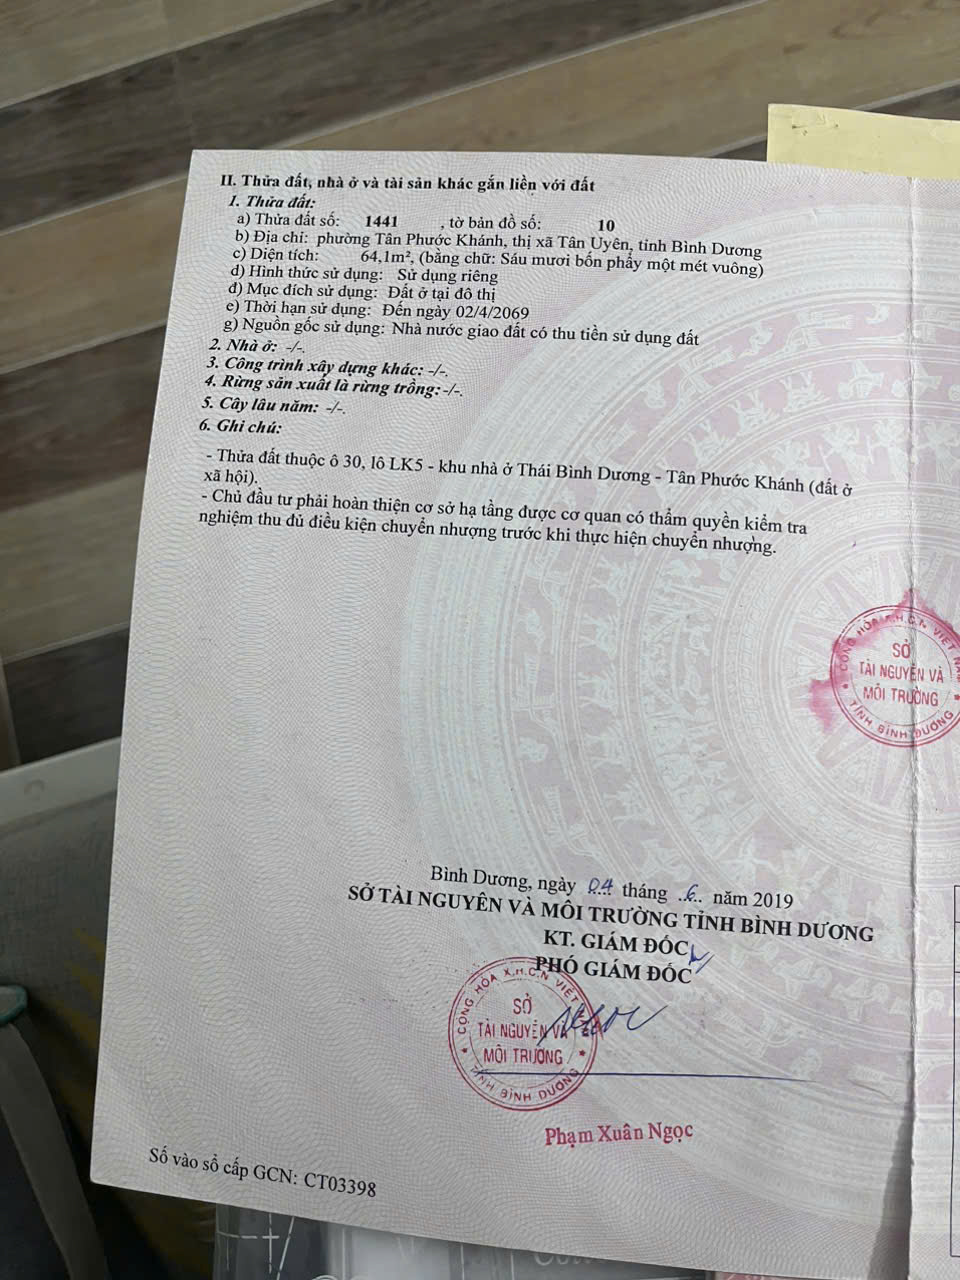 II. Thửa đất, nhà ở và tài sản khác gắn liền với đất
1. Thửa đất:
a) Thửa đất số: 1441 , tờ bản đồ số: 10
b) Địa chỉ: phường Tân Phước Khánh, thị xã Tân Uyên, tỉnh Bình Dương
c) Diện tích: 64,1m², (bằng chữ: Sáu mươi bốn phẩy một mét vuông)
d) Hình thức sử dụng: Sử dụng riêng
đ) Mục đích sử dụng: Đất ở tại đô thị
e) Thời hạn sử dụng: Đến ngày 02/4/2069
g) Nguồn gốc sử dụng: Nhà nước giao đất có thu tiền sử dụng đất
2. Nhà ở: -/-.
3. Công trình xây dựng khác: -/-.
4. Rừng sản xuất là rừng trồng: -/-.
5. Cây lâu năm: -/-.
6. Ghi chú:
- Thửa đất thuộc ô 30, lô LK5 - khu nhà ở Thái Bình Dương - Tân Phước Khánh (đất ở
xã hội).
- Chủ đầu tư phải hoàn thiện cơ sở hạ tầng được cơ quan có thẩm quyền kiểm tra
nghiệm thu đủ điều kiện chuyển nhượng trước khi thực hiện chuyển nhượng.
CỘNG HÒA X.H.C.N VIỆT NAM
SỞ
TÀI NGUYÊN VÀ
MÔI TRƯỜNG
TỈNH BÌNH DƯƠNG
Bình Dương, ngày 04 tháng 6 năm 2019
SỞ TÀI NGUYÊN VÀ MÔI TRƯỜNG TỈNH BÌNH DƯƠNG
KT. GIÁM ĐỐC
PHÓ GIÁM ĐỐC
CỘNG HÒA X.H.C.N VIỆT
SỞ
TÀI NGUYÊN VÀ
MÔI TRƯỜNG
TỈNH BÌNH DƯƠNG
Phạm Xuân Ngọc
Số vào sổ cấp GCN: CT03398